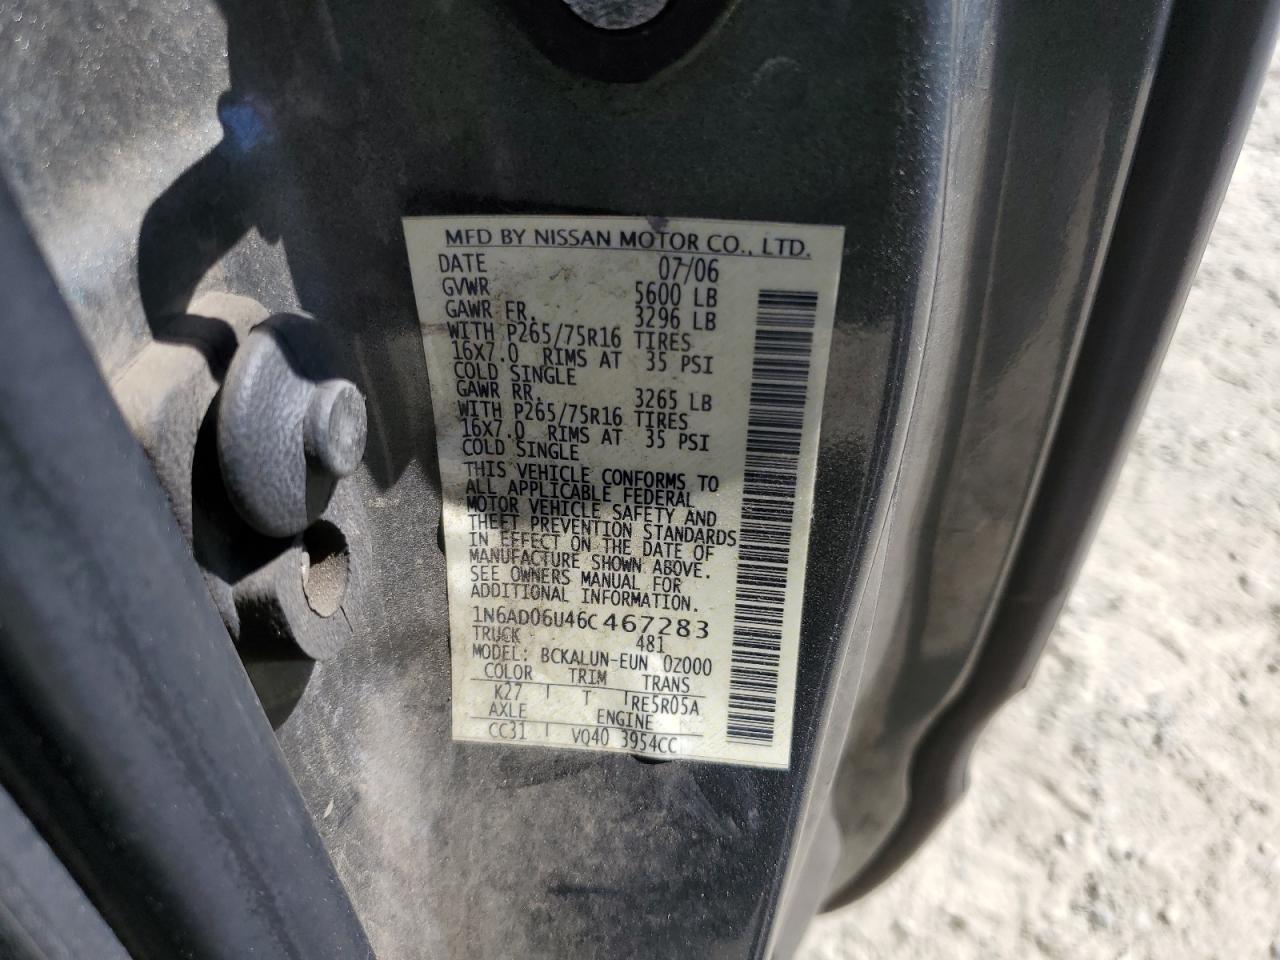 MFD BY NISSAN MOTOR CO., LTD.
DATE 07/06
GVWR 5600 LB
GAWR FR. 3296 LB
WITH P265/75R16 TIRES
16X7.0 RIMS AT 35 PSI
COLD SINGLE
GAWR RR. 3265 LB
WITH P265/75R16 TIRES
16X7.0 RIMS AT 35 PSI
COLD SINGLE
THIS VEHICLE CONFORMS TO
ALL APPLICABLE FEDERAL
MOTOR VEHICLE SAFETY AND
THEFT PREVENTION STANDARDS
IN EFFECT ON THE DATE OF
MANUFACTURE SHOWN ABOVE.
SEE OWNERS MANUAL FOR
ADDITIONAL INFORMATION.
1N6AD06U46C467283
TRUCK 481
MODEL: BCKALUN-EUN 0Z000
COLOR TRIM TRANS
K27 T RE5R05A
AXLE ENGINE
CC31 VQ40 3954CC